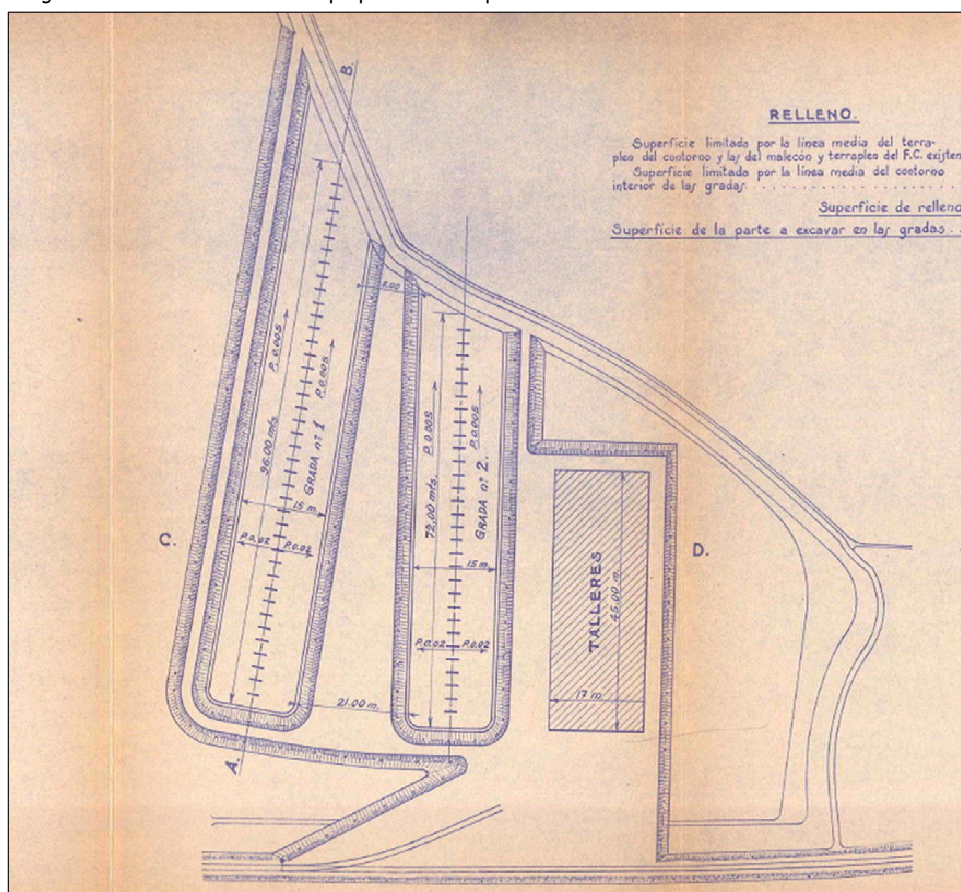 B.
RELLENO.
Superficie limitada por la linea media del terra-
plen del contorno y las del malecón y terraplen del F.C. existen
Superficie limitada por la linea media del contorno
interior de las gradas. . . . . . . . . . . . . . . .
Superficie de relleno
Superficie de la parte a excavar en las gradas . .
P. 0.005
P. 0.005
96.00 mts.
GRADA nº 1
15 m.
P. 0.02
P. 0.02
C.
P. 0.005
72.00 mts.
GRADA nº 2.
15 m.
P. 0.02
P. 0.02
D.
TALLERES
45.00 m.
17 m.
21.00 m.
A.